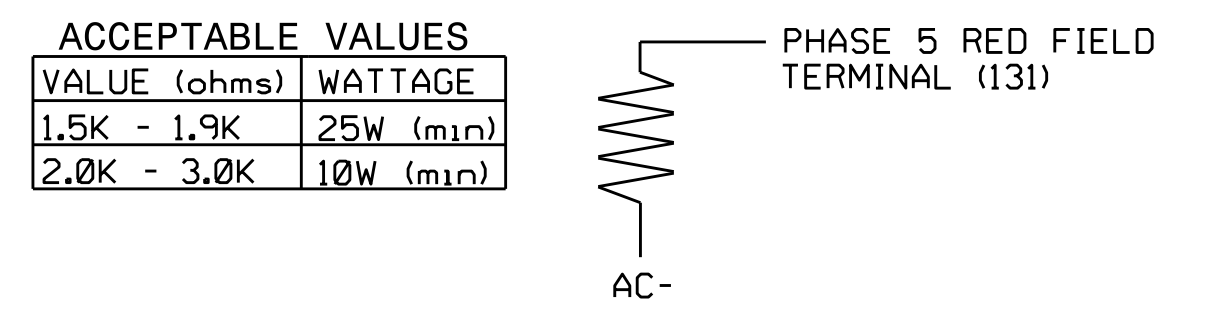 ACCEPTABLE VALUES
VALUE (ohms) WATTAGE
1.5K - 1.9K 25W (min)
2.0K - 3.0K 10W (min)
PHASE 5 RED FIELD
TERMINAL (131)
AC-